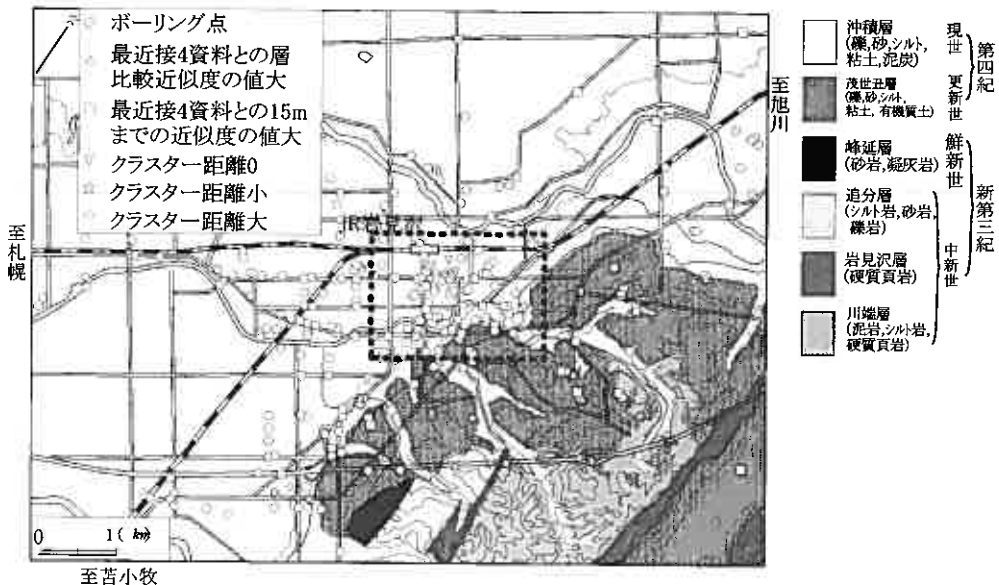 ボーリング点
最近接4資料との層
比較近似度の値大
最近接4資料との15m
までの近似度の値大
クラスター距離0
クラスター距離小
クラスター距離大
至旭川
至札幌
0 1(km)
至苫小牧
沖積層
(礫,砂,シルト,
粘土,泥炭)
現世
茂世丑層
(礫,砂,シルト,
粘土,有機質土)
更新世
第四紀
峰延層
(砂岩,凝灰岩)
鮮新世
追分層
(シルト岩,砂岩,
礫岩)
岩見沢層
(硬質頁岩)
川端層
(泥岩,シルト岩,
硬質頁岩)
中新世
新第三紀